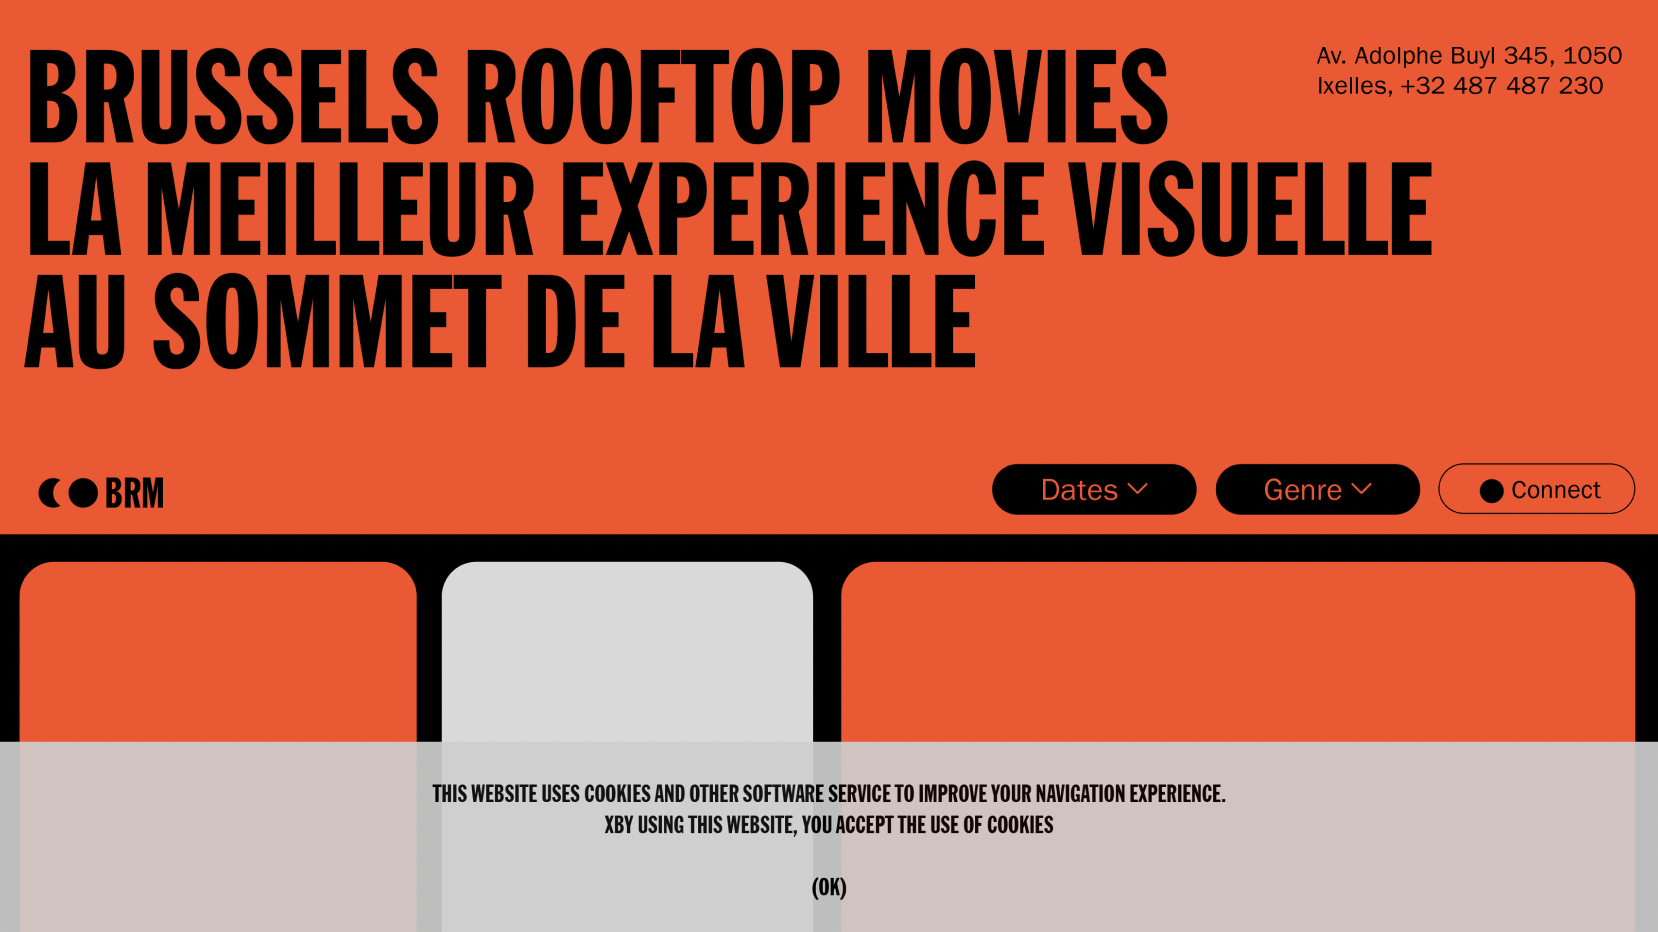 BRUSSELS ROOFTOP MOVIES
LA MEILLEUR EXPERIENCE VISUELLE
AU SOMMET DE LA VILLE
Av. Adolphe Buyl 345, 1050
Ixelles, +32 487 487 230
BRM
Dates
Genre
Connect
THIS WEBSITE USES COOKIES AND OTHER SOFTWARE SERVICE TO IMPROVE YOUR NAVIGATION EXPERIENCE.
XBY USING THIS WEBSITE, YOU ACCEPT THE USE OF COOKIES
(OK)